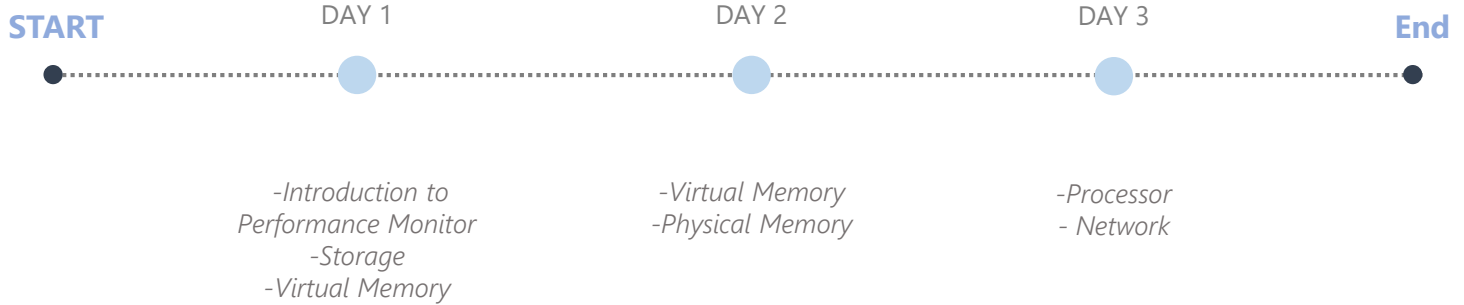 START
DAY 1
DAY 2
DAY 3
End
-Introduction to
Performance Monitor
-Storage
-Virtual Memory
-Virtual Memory
-Physical Memory
-Processor
- Network